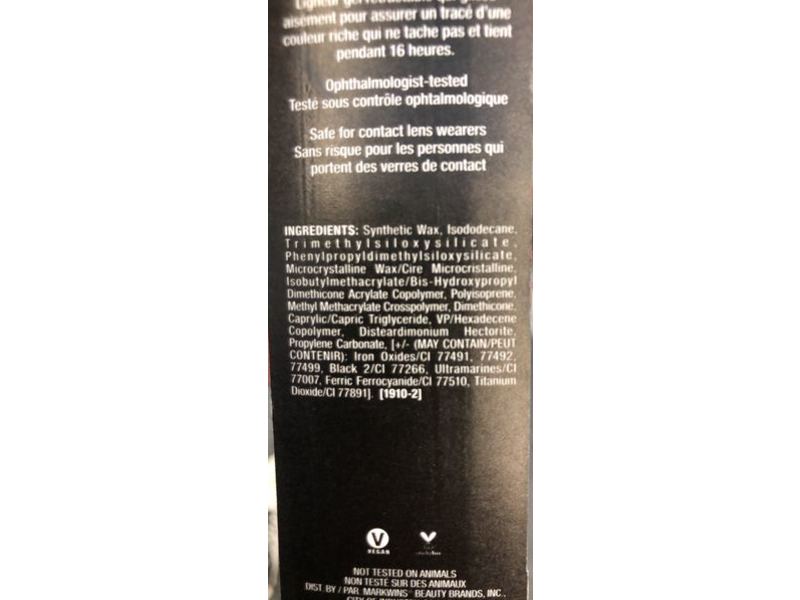 aisément pour assurer un tracé d'une
couleur riche qui ne tache pas et tient
pendant 16 heures.
Ophthalmologist-tested
Testé sous contrôle ophtalmologique
Safe for contact lens wearers
Sans risque pour les personnes qui
portent des verres de contact
INGREDIENTS: Synthetic Wax, Isododecane,
Trimethylsiloxysilicate,
Phenylpropyldimethylsiloxysilicate,
Microcrystalline Wax/Cire Microcristalline,
Isobutylmethacrylate/Bis-Hydroxypropyl
Dimethicone Acrylate Copolymer, Polyisoprene,
Methyl Methacrylate Crosspolymer, Dimethicone,
Caprylic/Capric Triglyceride, VP/Hexadecene
Copolymer, Disteardimonium Hectorite,
Propylene Carbonate, [+/- (MAY CONTAIN/PEUT
CONTENIR): Iron Oxides/CI 77491, 77492,
77499, Black 2/CI 77266, Ultramarines/CI
77007, Ferric Ferrocyanide/CI 77510, Titanium
Dioxide/CI 77891]. [1910-2]
V
VEGAN
NOT TESTED ON ANIMALS
NON TESTÉ SUR DES ANIMAUX
DIST. BY / PAR MARKWINS BEAUTY BRANDS, INC.,